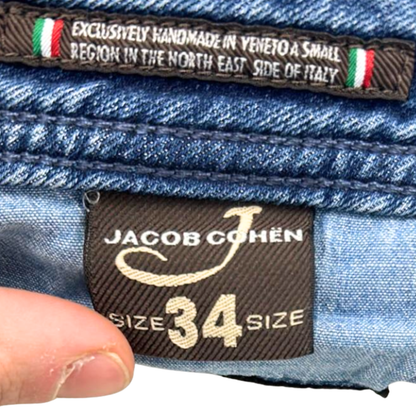 EXCLUSIVELY HANDMADE IN VENETO A SMALL
REGION IN THE NORTH EAST SIDE OF ITALY
J
JACOB COHËN
SIZE 34 SIZE